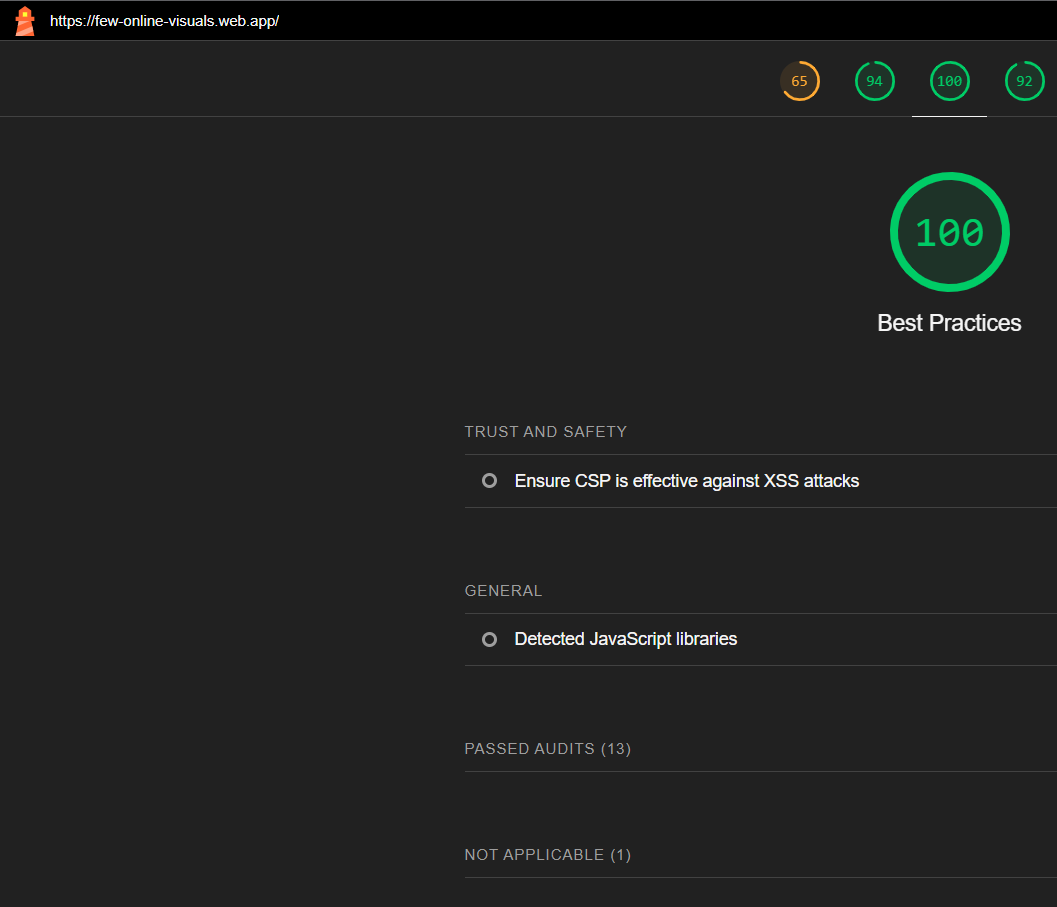 https://few-online-visuals.web.app/
65
94
100
92
100
Best Practices
TRUST AND SAFETY
Ensure CSP is effective against XSS attacks
GENERAL
Detected JavaScript libraries
PASSED AUDITS (13)
NOT APPLICABLE (1)